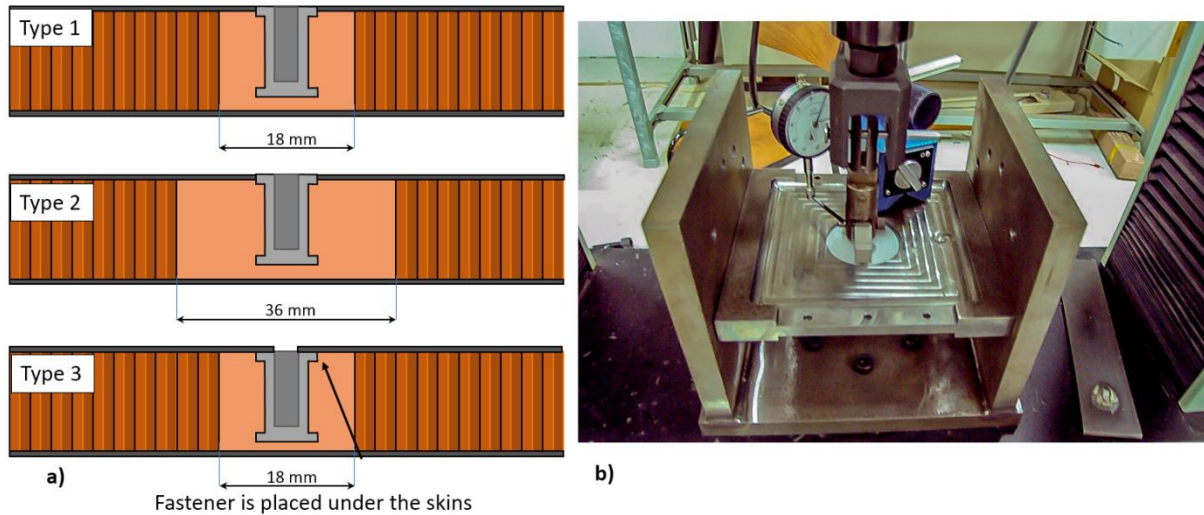 Type 1
18 mm
Type 2
36 mm
Type 3
18 mm
a)
Fastener is placed under the skins
b)